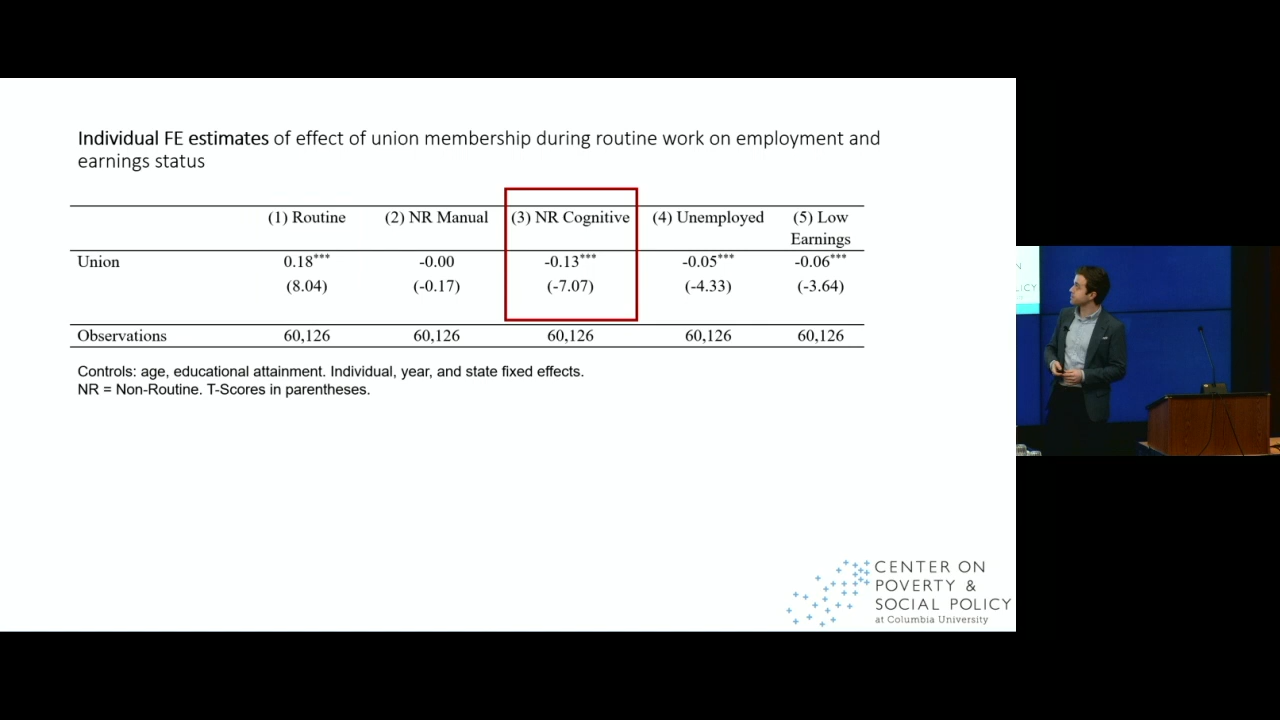 Individual FE estimates of effect of union membership during routine work on employment and
earnings status
(1) Routine (2) NR Manual (3) NR Cognitive (4) Unemployed (5) Low
Earnings
Union 0.18*** -0.00 -0.13*** -0.05*** -0.06***
(8.04) (-0.17) (-7.07) (-4.33) (-3.64)
Observations 60,126 60,126 60,126 60,126 60,126
Controls: age, educational attainment. Individual, year, and state fixed effects.
NR = Non-Routine. T-Scores in parentheses.
CENTER ON
POVERTY &
SOCIAL POLICY
at Columbia University
N
LICY